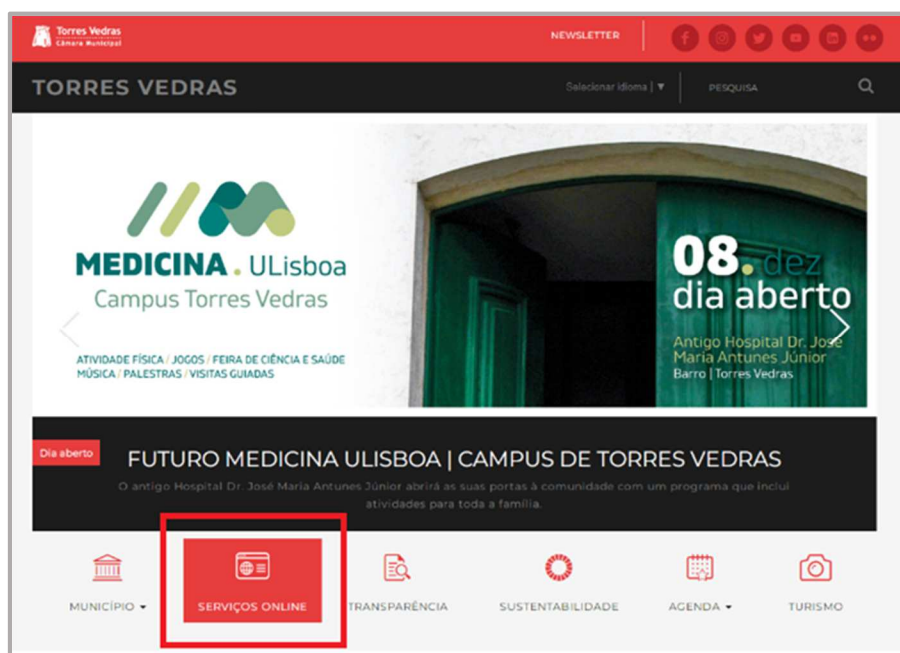 Torres Vedras
Câmara Municipal
NEWSLETTER
TORRES VEDRAS
Selecionar idioma | ▼
PESQUISA
MEDICINA . ULisboa
Campus Torres Vedras
ATIVIDADE FÍSICA / JOGOS / FEIRA DE CIÊNCIA E SAÚDE
MÚSICA / PALESTRAS / VISITAS GUIADAS
08. dez
dia aberto
Antigo Hospital Dr. José
Maria Antunes Júnior
Barro | Torres Vedras
Dia aberto
FUTURO MEDICINA ULISBOA | CAMPUS DE TORRES VEDRAS
O antigo Hospital Dr. José Maria Antunes Júnior abrirá as suas portas à comunidade com um programa que inclui
atividades para toda a família.
MUNICÍPIO
SERVIÇOS ONLINE
TRANSPARÊNCIA
SUSTENTABILIDADE
AGENDA
TURISMO